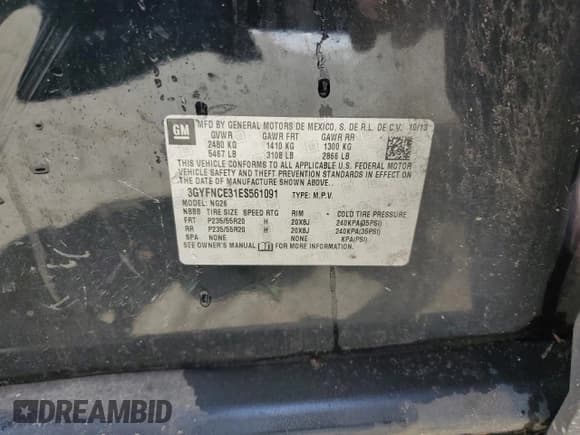 GM
MFD BY GENERAL MOTORS DE MEXICO, S. DE R.L. DE C.V. 10/13
GVWR GAWR FRT GAWR RR
2480 KG 1410 KG 1300 KG
5467 LB 3108 LB 2866 LB
THIS VEHICLE CONFORMS TO ALL APPLICABLE U.S. FEDERAL MOTOR
VEHICLE SAFETY AND THEFT PREVENTION STANDARDS IN EFFECT ON
THE DATE OF MANUFACTURE SHOWN ABOVE.
3GYFNCE31ES561091 TYPE: M.P.V.
MODEL: NG26
NBBB TIRE SIZE SPEED RTG RIM COLD TIRE PRESSURE
FRT P235/55R20 H 20X8J 240KPA(35PSI)
RR P235/55R20 H 20X8J 240KPA(35PSI)
SPA NONE NONE KPA(PSI)
SEE OWNER'S MANUAL FOR MORE INFORMATION.
DREAMBID